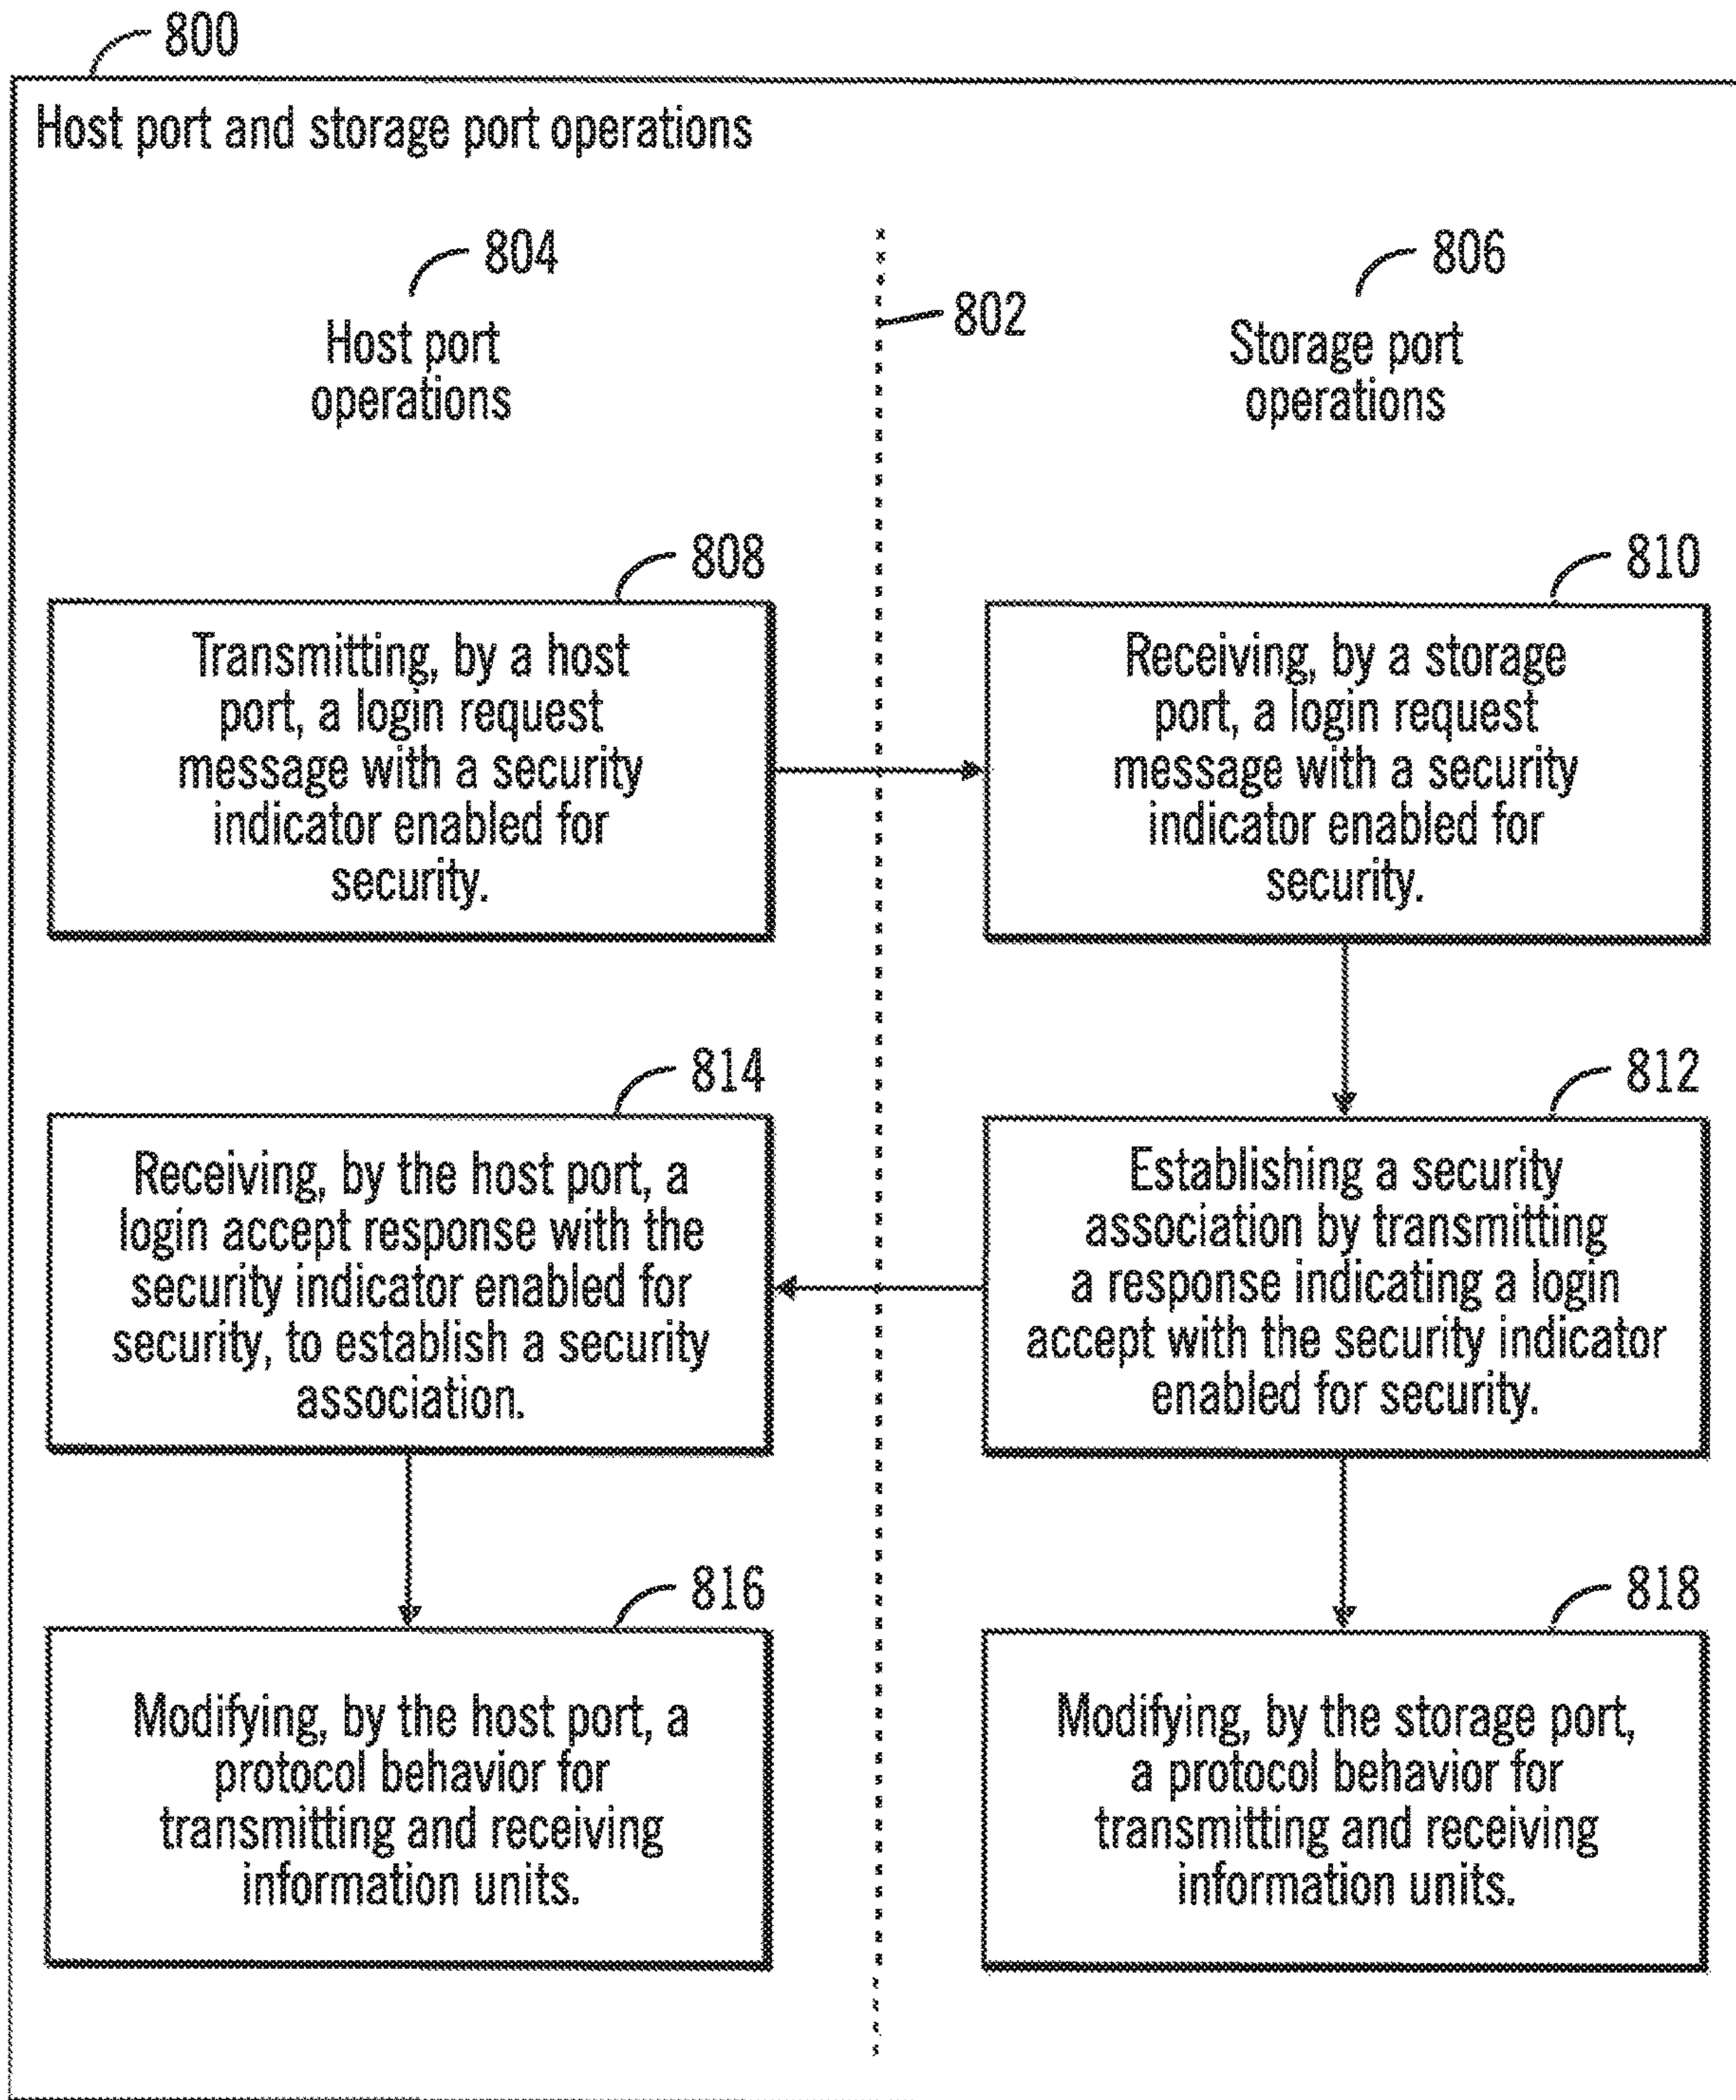 800
Host port and storage port operations
804
Host port
operations
802
806
Storage port
operations
808
Transmitting, by a host
port, a login request
message with a security
indicator enabled for
security.
810
Receiving, by a storage
port, a login request
message with a security
indicator enabled for
security.
812
Establishing a security
association by transmitting
a response indicating a login
accept with the security indicator
enabled for security.
814
Receiving, by the host port, a
login accept response with the
security indicator enabled for
security, to establish a security
association.
816
Modifying, by the host port, a
protocol behavior for
transmitting and receiving
information units.
818
Modifying, by the storage port,
a protocol behavior for
transmitting and receiving
information units.